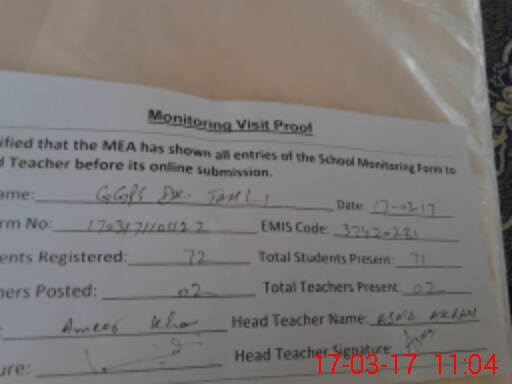 Monitoring Visit Proof
ified that the MEA has shown all entries of the School Monitoring Form to
d Teacher before its online submission.
ame: GGPS Date: 17-03-17
rm No: EMIS Code:
ents Registered: 72 Total Students Present: 71
hers Posted: 02 Total Teachers Present: 02
: Ameer Khan Head Teacher Name:
ure: Head Teacher Signature:
17-03-17 11:04